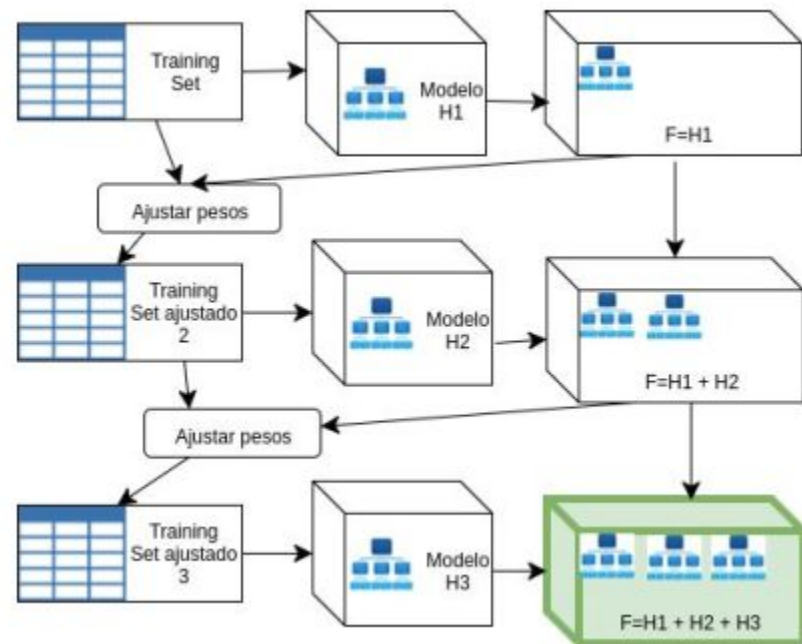 Training
Set
Modelo
H1
F=H1
Ajustar pesos
Training
Set ajustado
2
Modelo
H2
F=H1 + H2
Ajustar pesos
Training
Set ajustado
3
Modelo
H3
F=H1 + H2 + H3